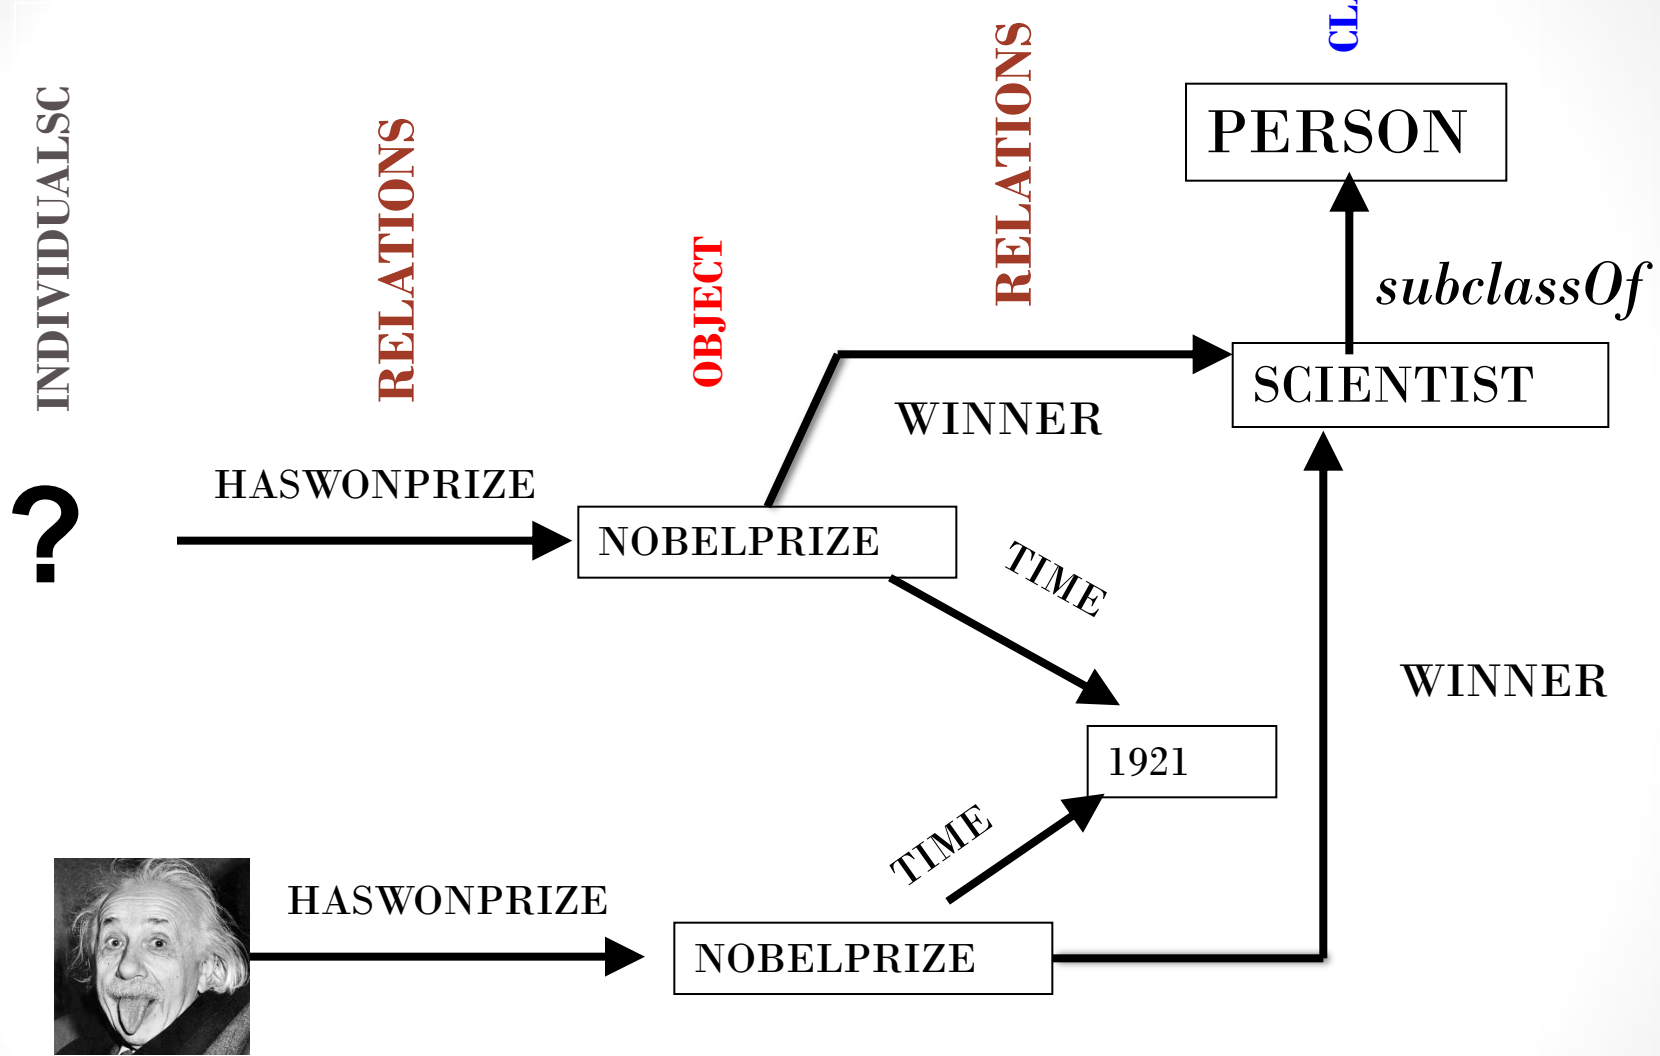 INDIVIDUALSC
RELATIONS
OBJECT
RELATIONS
PERSON
subclassOf
SCIENTIST
WINNER
HASWONPRIZE
?
NOBELPRIZE
TIME
WINNER
1921
TIME
HASWONPRIZE
NOBELPRIZE